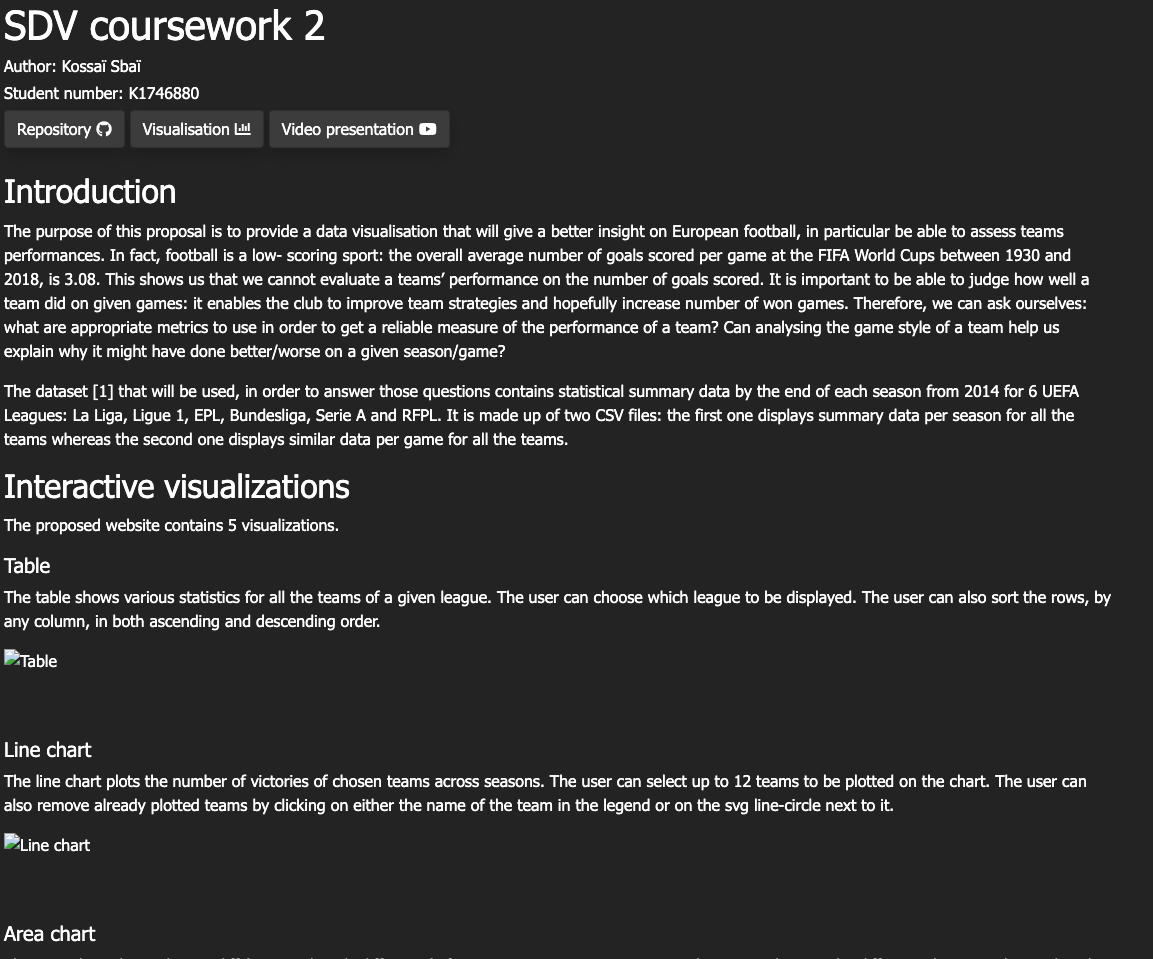 SDV coursework 2
Author: Kossaï Sbaï
Student number: K1746880
Repository
Visualisation
Video presentation
Introduction
The purpose of this proposal is to provide a data visualisation that will give a better insight on European football, in particular be able to assess teams
performances. In fact, football is a low- scoring sport: the overall average number of goals scored per game at the FIFA World Cups between 1930 and
2018, is 3.08. This shows us that we cannot evaluate a teams’ performance on the number of goals scored. It is important to be able to judge how well a
team did on given games: it enables the club to improve team strategies and hopefully increase number of won games. Therefore, we can ask ourselves:
what are appropriate metrics to use in order to get a reliable measure of the performance of a team? Can analysing the game style of a team help us
explain why it might have done better/worse on a given season/game?
The dataset [1] that will be used, in order to answer those questions contains statistical summary data by the end of each season from 2014 for 6 UEFA
Leagues: La Liga, Ligue 1, EPL, Bundesliga, Serie A and RFPL. It is made up of two CSV files: the first one displays summary data per season for all the
teams whereas the second one displays similar data per game for all the teams.
Interactive visualizations
The proposed website contains 5 visualizations.
Table
The table shows various statistics for all the teams of a given league. The user can choose which league to be displayed. The user can also sort the rows, by
any column, in both ascending and descending order.
Table
Line chart
The line chart plots the number of victories of chosen teams across seasons. The user can select up to 12 teams to be plotted on the chart. The user can
also remove already plotted teams by clicking on either the name of the team in the legend or on the svg line-circle next to it.
Line chart
Area chart